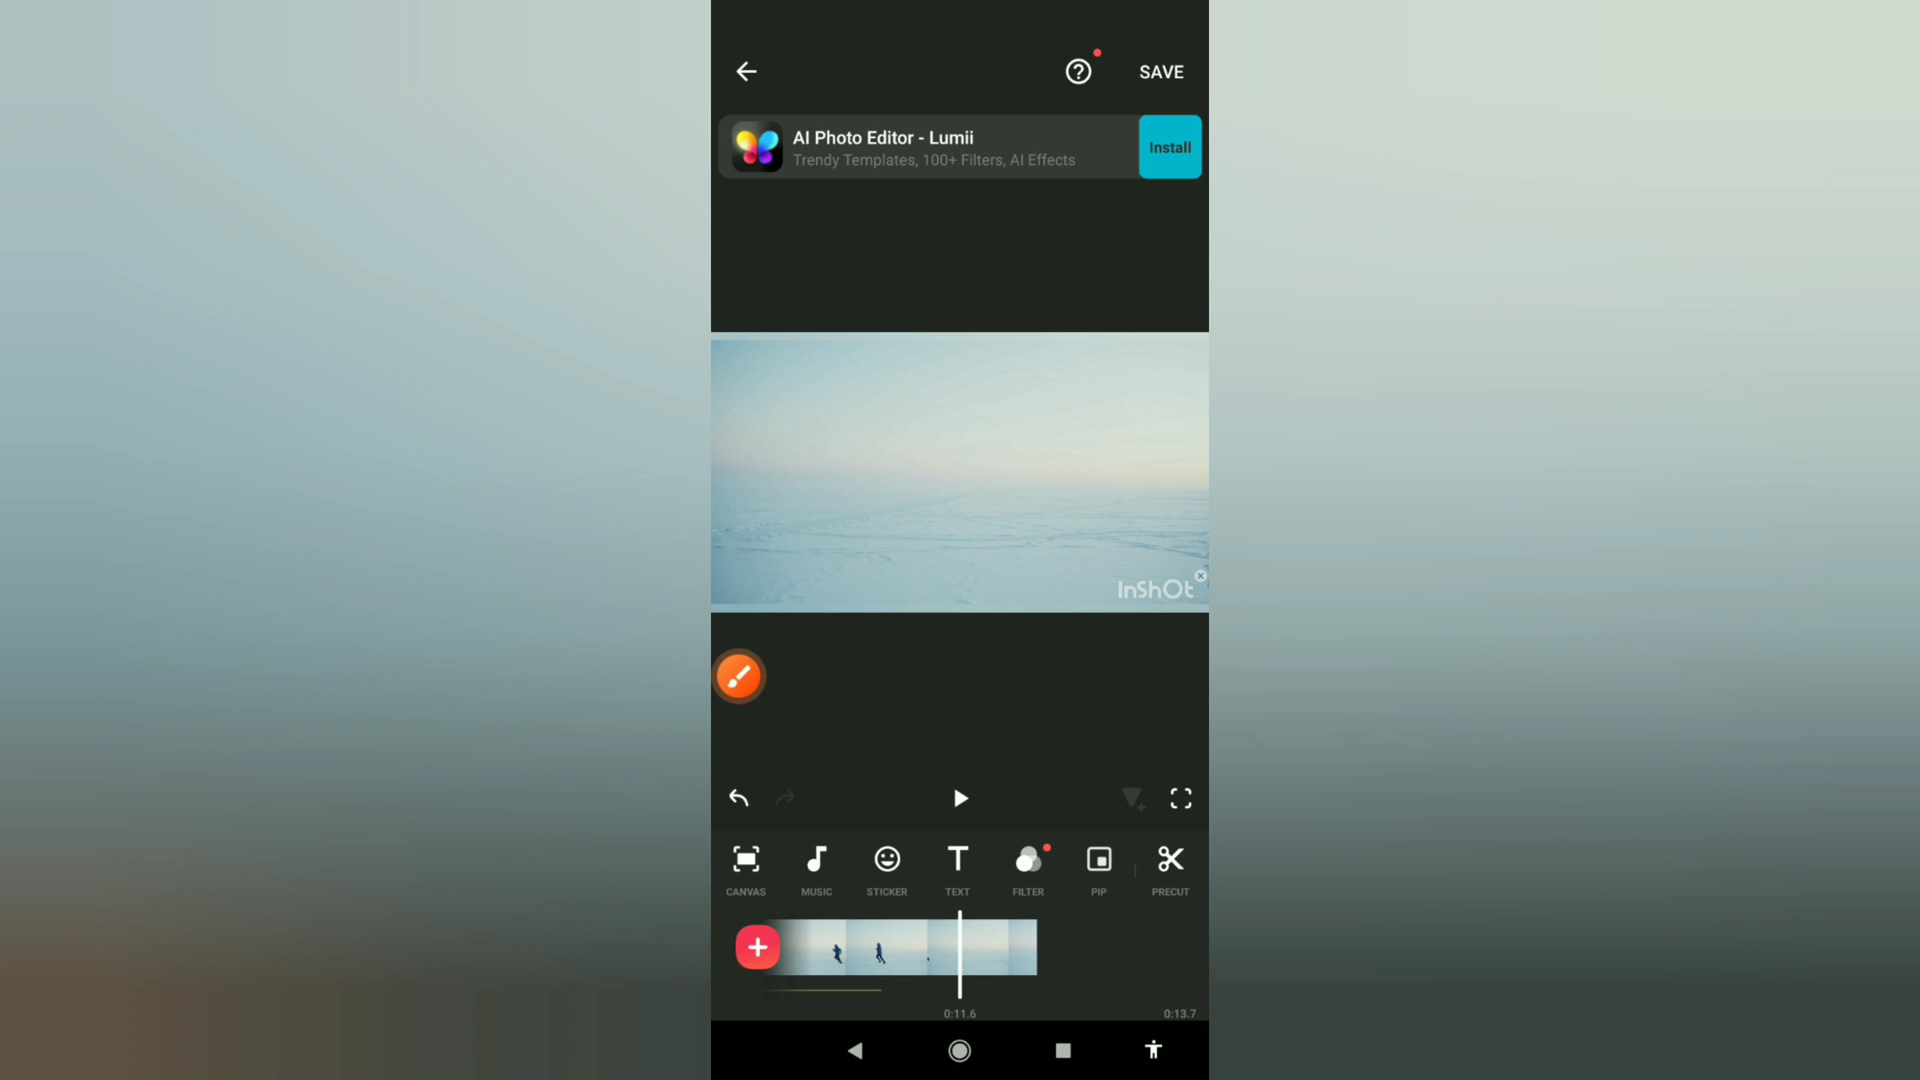 SAVE
AI Photo Editor - Lumii
Trendy Templates, 100+ Filters, AI Effects
Install
InShOt
CANVAS MUSIC STICKER TEXT FILTER PIP PRECUT
0:11.6 0:13.7